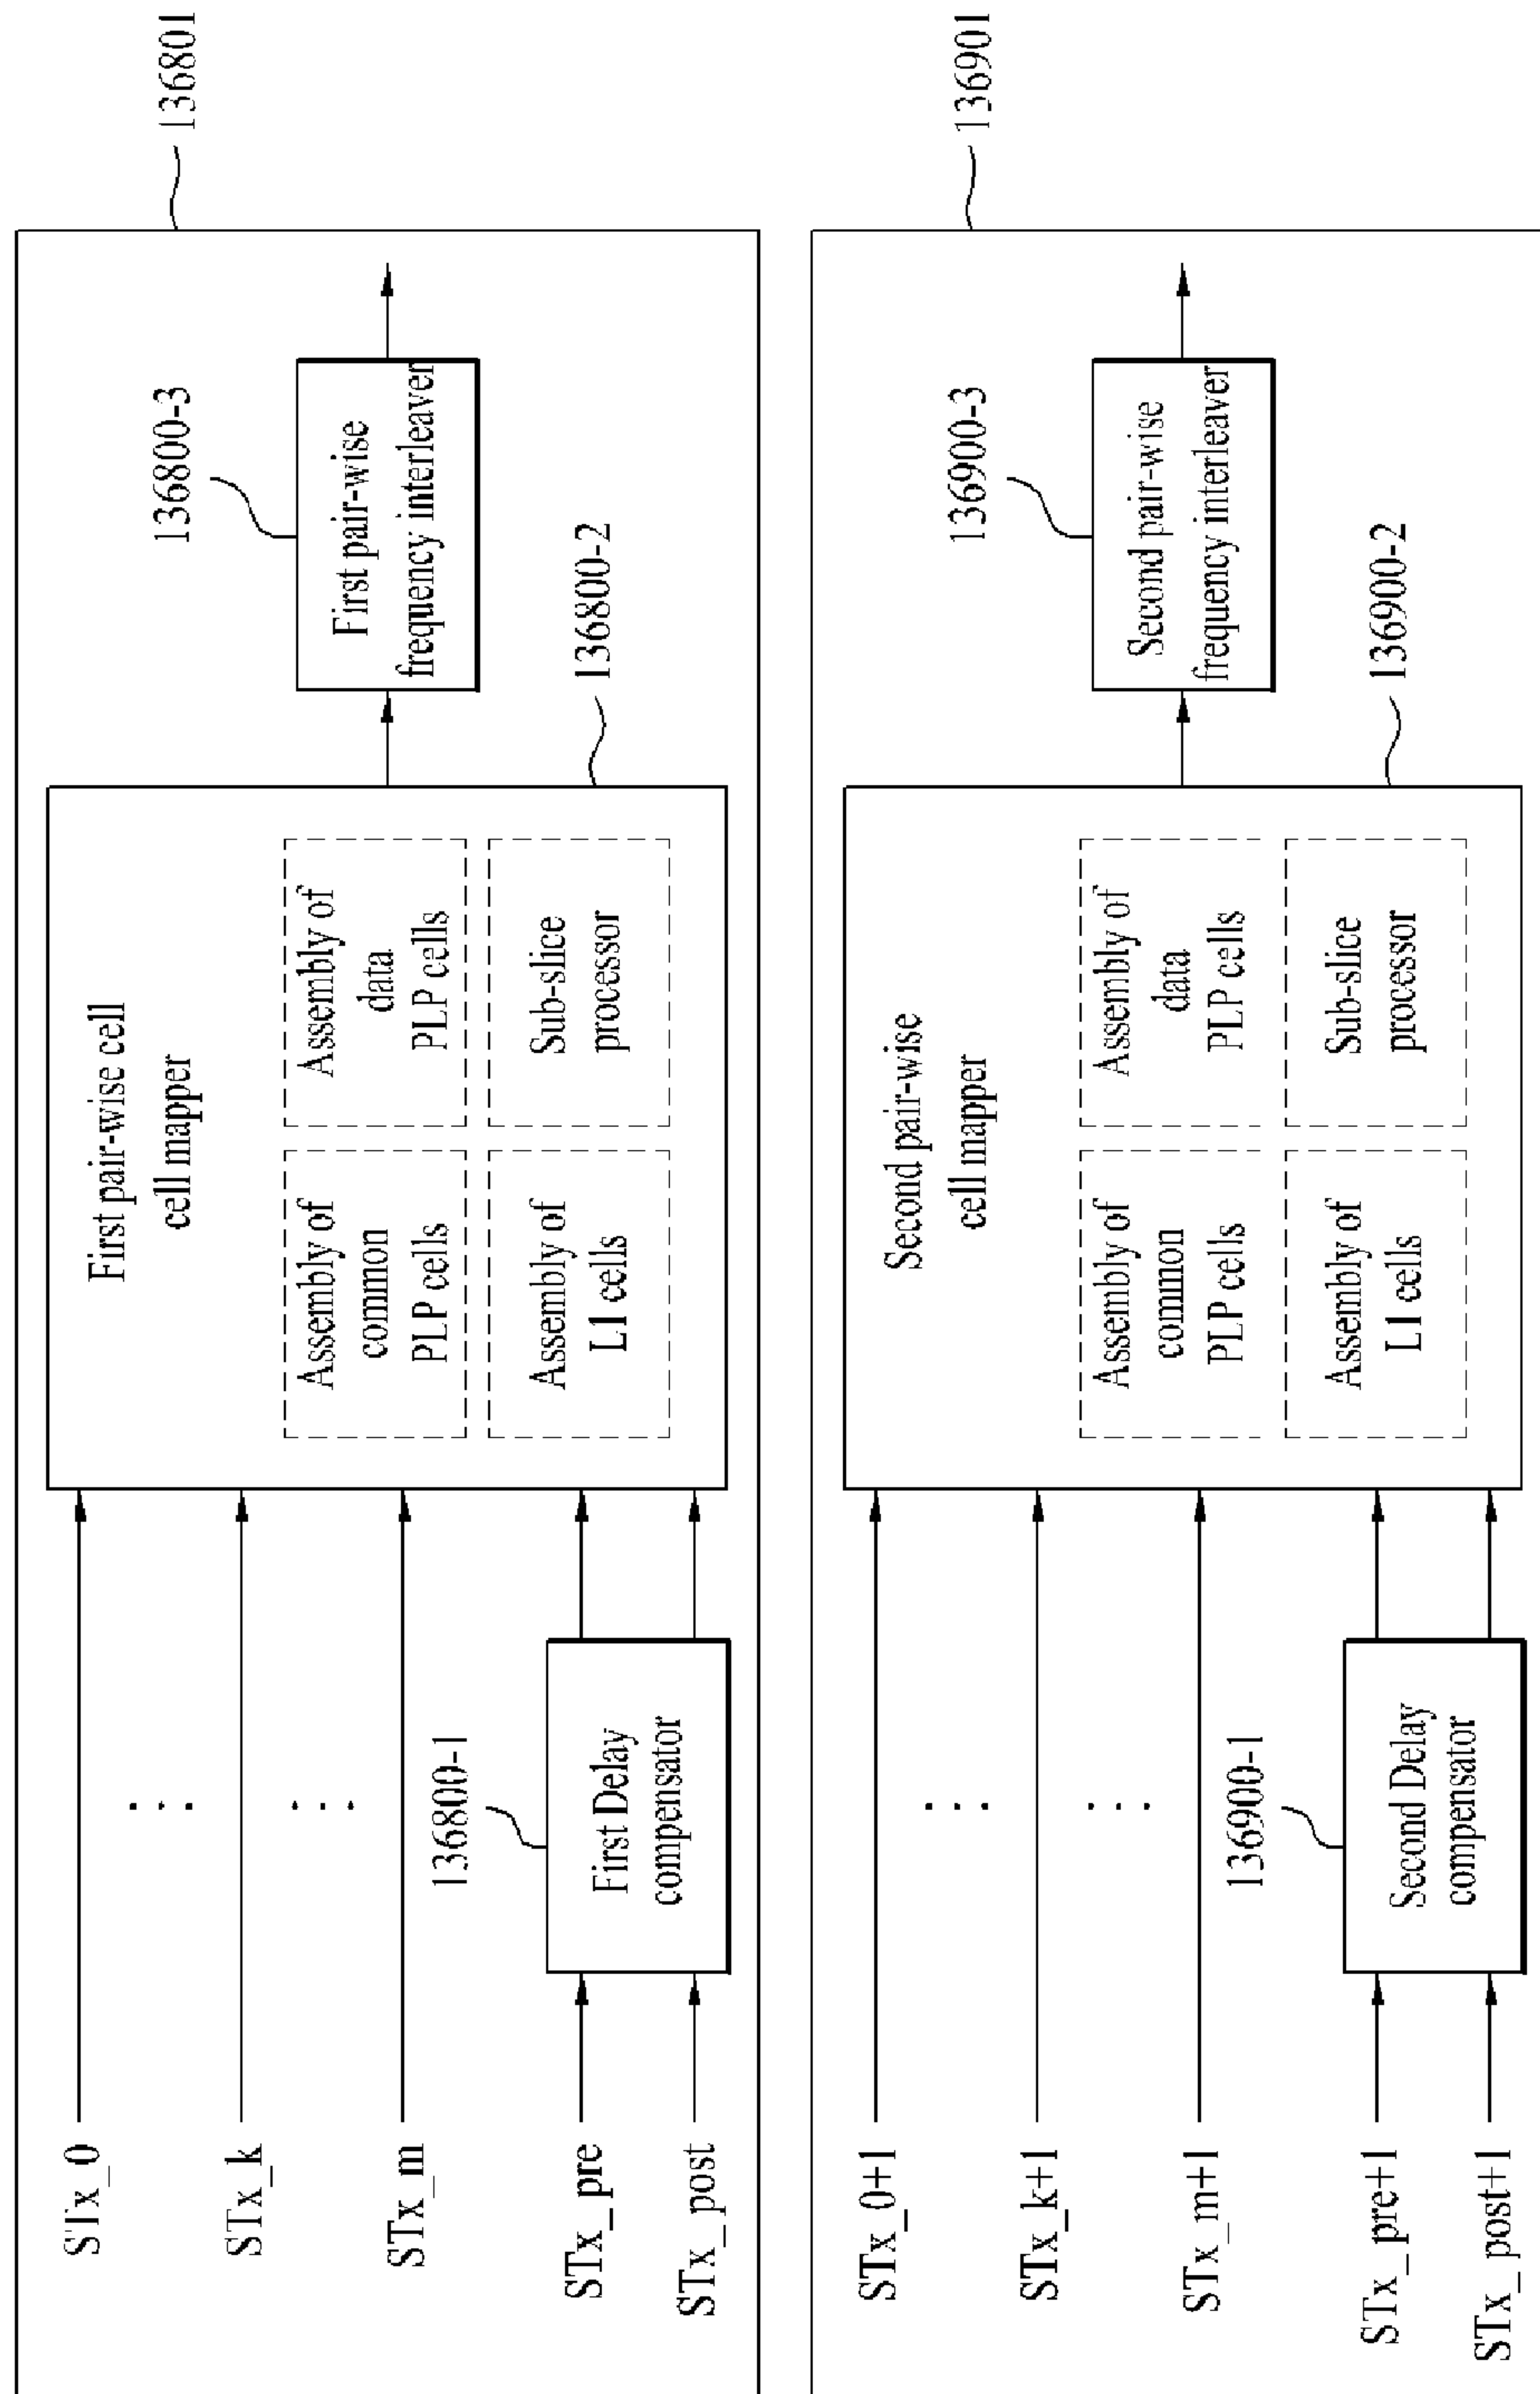 136801
STx_0
STx_k
STx_m
STx_pre
STx_post
136800-1
First Delay
compensator
First pair-wise cell
cell mapper
Assembly of
common
PLP cells
Assembly of
data
PLP cells
Assembly of
L1 cells
Sub-slice
processor
136800-2
136800-3
First pair-wise
frequency interleaver
136901
STx_0+1
STx_k+1
STx_m+1
STx_pre+1
STx_post+1
136900-1
Second Delay
compensator
Second pair-wise
cell mapper
Assembly of
common
PLP cells
Assembly of
data
PLP cells
Assembly of
L1 cells
Sub-slice
processor
136900-2
136900-3
Second pair-wise
frequency interleaver